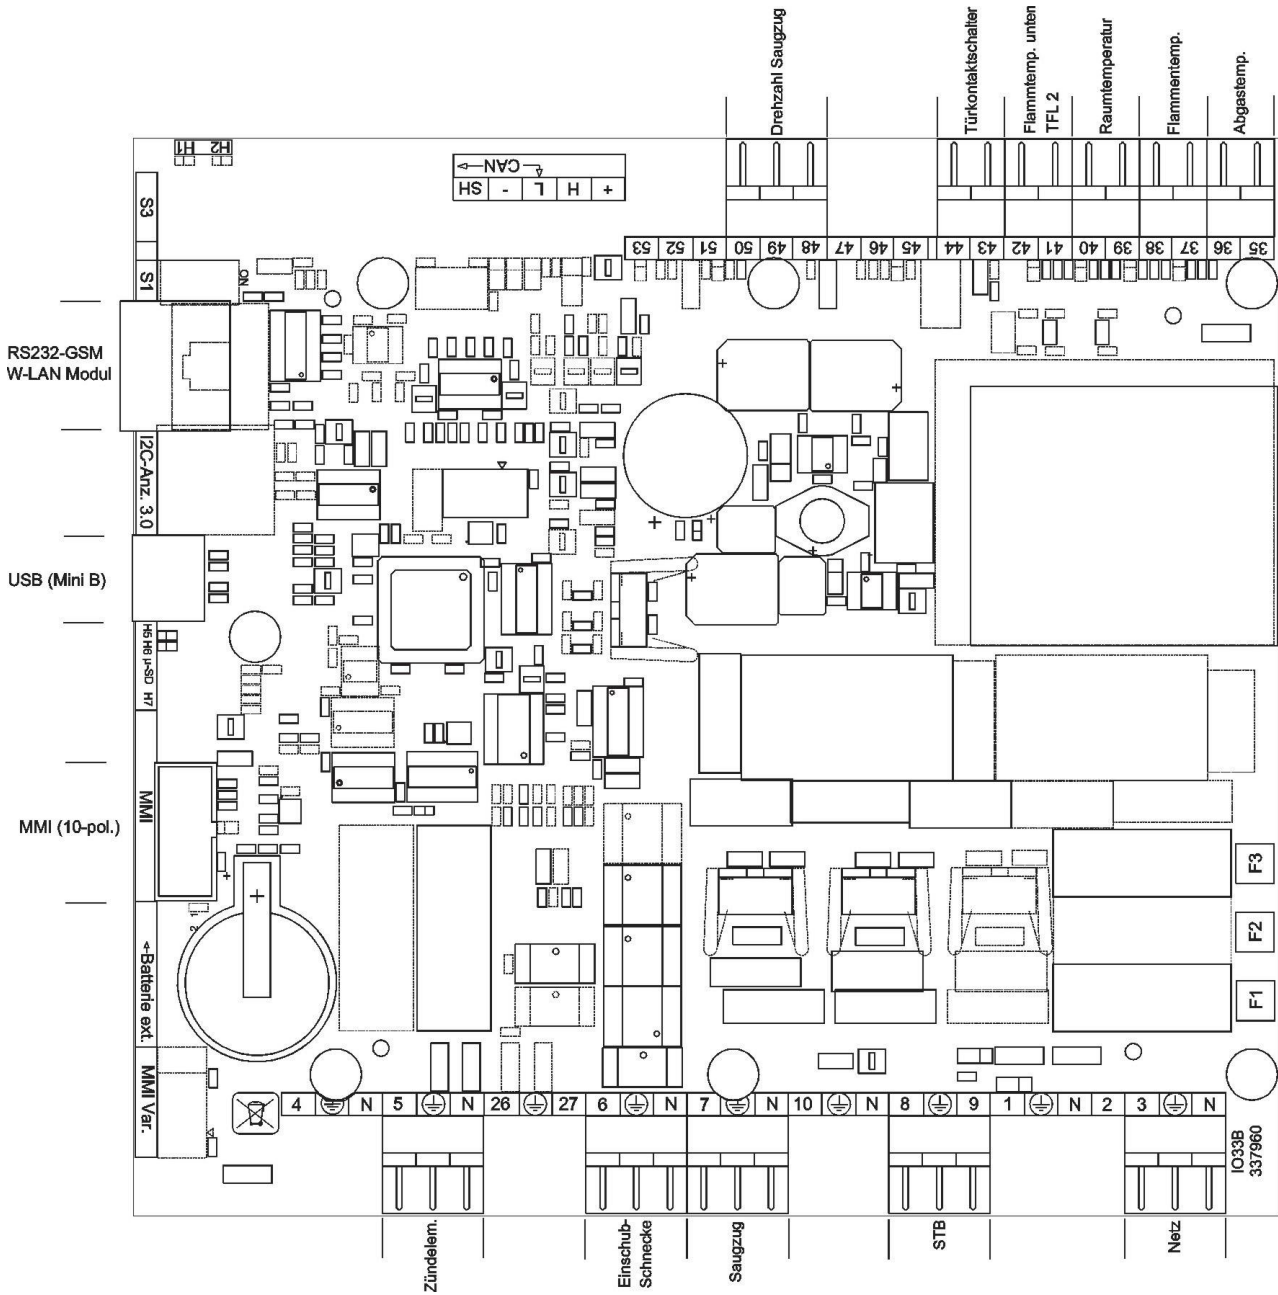 Drehzahl Saugzug
Türkontaktschalter
Flammtemp. unten
TFL 2
Raumtemperatur
Flammentemp.
Abgastemp.
H1 H2
CAN
SH - L H +
53 52 51 50 49 48 47 46 45 44 43 42 41 40 39 38 37 36 35
S3
S1
ON
RS232-GSM
W-LAN Modul
I2C-Anz. 3.0
USB (Mini B)
H5 H6 µ-SD H7
MMI
MMI (10-pol.)
2 1
Batterie ext.
MMI Var.
F3
F2
F1
4 N 5 N 26 27 6 N 7 N 10 N 8 9 1 N 2 3 N
IO33B
337960
Zündelem.
Einschub-
Schnecke
Saugzug
STB
Netz